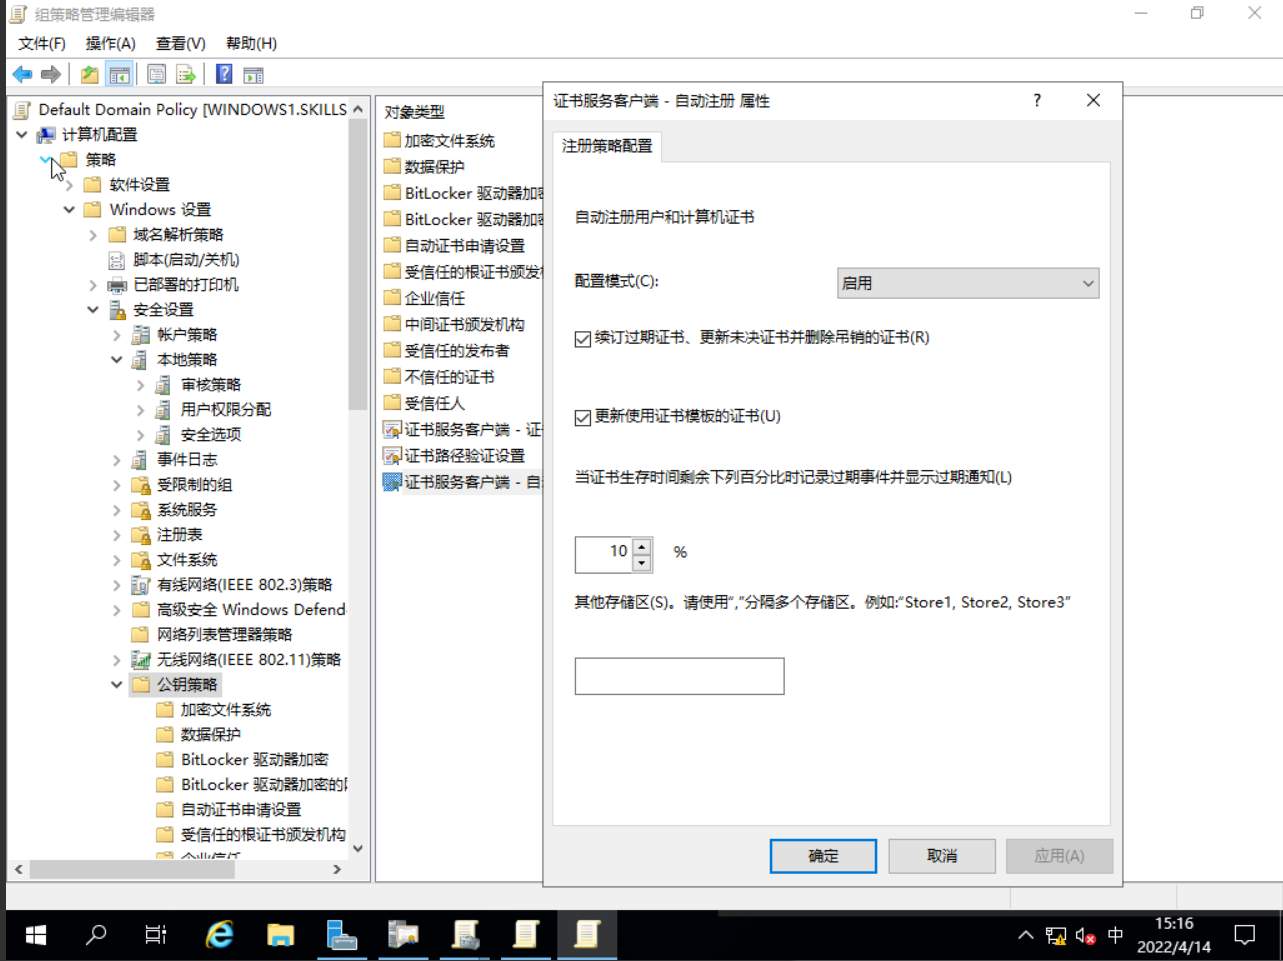 组策略管理编辑器
文件(F) 操作(A) 查看(V) 帮助(H)
Default Domain Policy [WINDOWS1.SKILLS
计算机配置
策略
软件设置
Windows 设置
域名解析策略
脚本(启动/关机)
已部署的打印机
安全设置
帐户策略
本地策略
审核策略
用户权限分配
安全选项
事件日志
受限制的组
系统服务
注册表
文件系统
有线网络(IEEE 802.3)策略
高级安全 Windows Defend
网络列表管理器策略
无线网络(IEEE 802.11)策略
公钥策略
加密文件系统
数据保护
BitLocker 驱动器加密
BitLocker 驱动器加密的
自动证书申请设置
受信任的根证书颁发机构
企业信任
对象类型
加密文件系统
数据保护
BitLocker 驱动器加密
BitLocker 驱动器加密
自动证书申请设置
受信任的根证书颁发机
企业信任
中间证书颁发机构
受信任的发布者
不信任的证书
受信任人
证书服务客户端 - 证
证书路径验证设置
证书服务客户端 - 自
证书服务客户端 - 自动注册 属性
?
注册策略配置
自动注册用户和计算机证书
配置模式(C):
启用
续订过期证书、更新未决证书并删除吊销的证书(R)
更新使用证书模板的证书(U)
当证书生存时间剩余下列百分比时记录过期事件并显示过期通知(L)
10 %
其他存储区(S)。请使用“,”分隔多个存储区。例如:“Store1, Store2, Store3”
确定 取消 应用(A)
中
15:16
2022/4/14